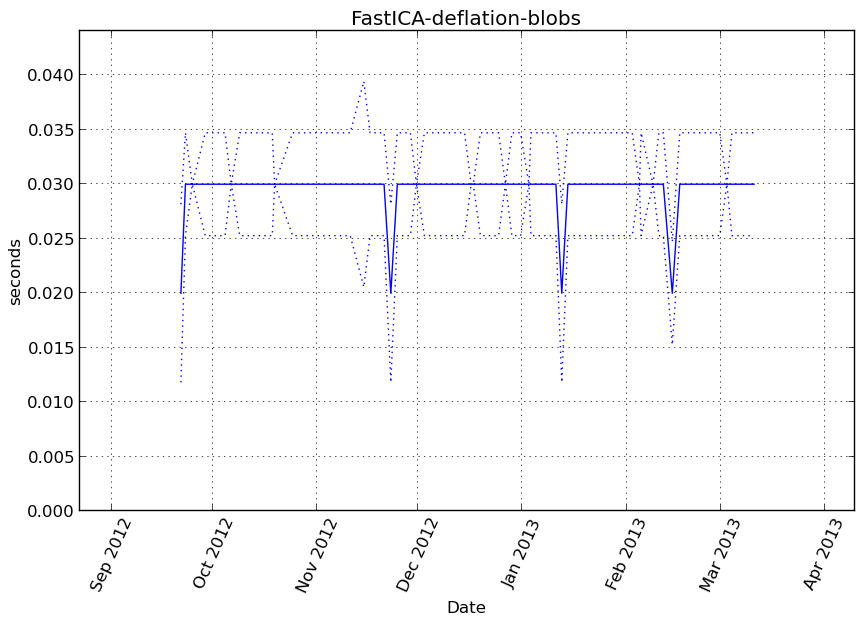 FastICA-deflation-blobs
0.040
0.035
0.030
0.025
0.020
0.015
0.010
0.005
0.000
seconds
Sep 2012
Oct 2012
Nov 2012
Dec 2012
Jan 2013
Feb 2013
Mar 2013
Apr 2013
Date